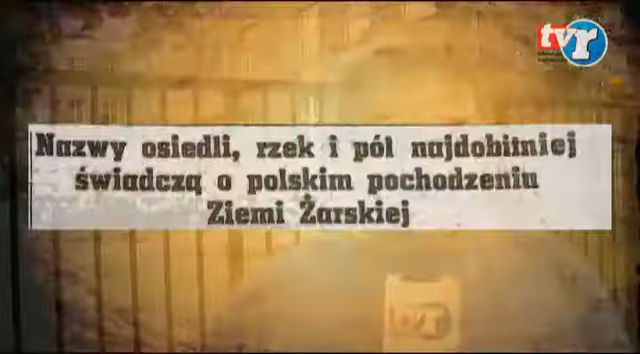 tvr
Nazwy osiedli, rzek i pól najdobitniej
świadczą o polskim pochodzeniu
Ziemi Żarskiej
tvr